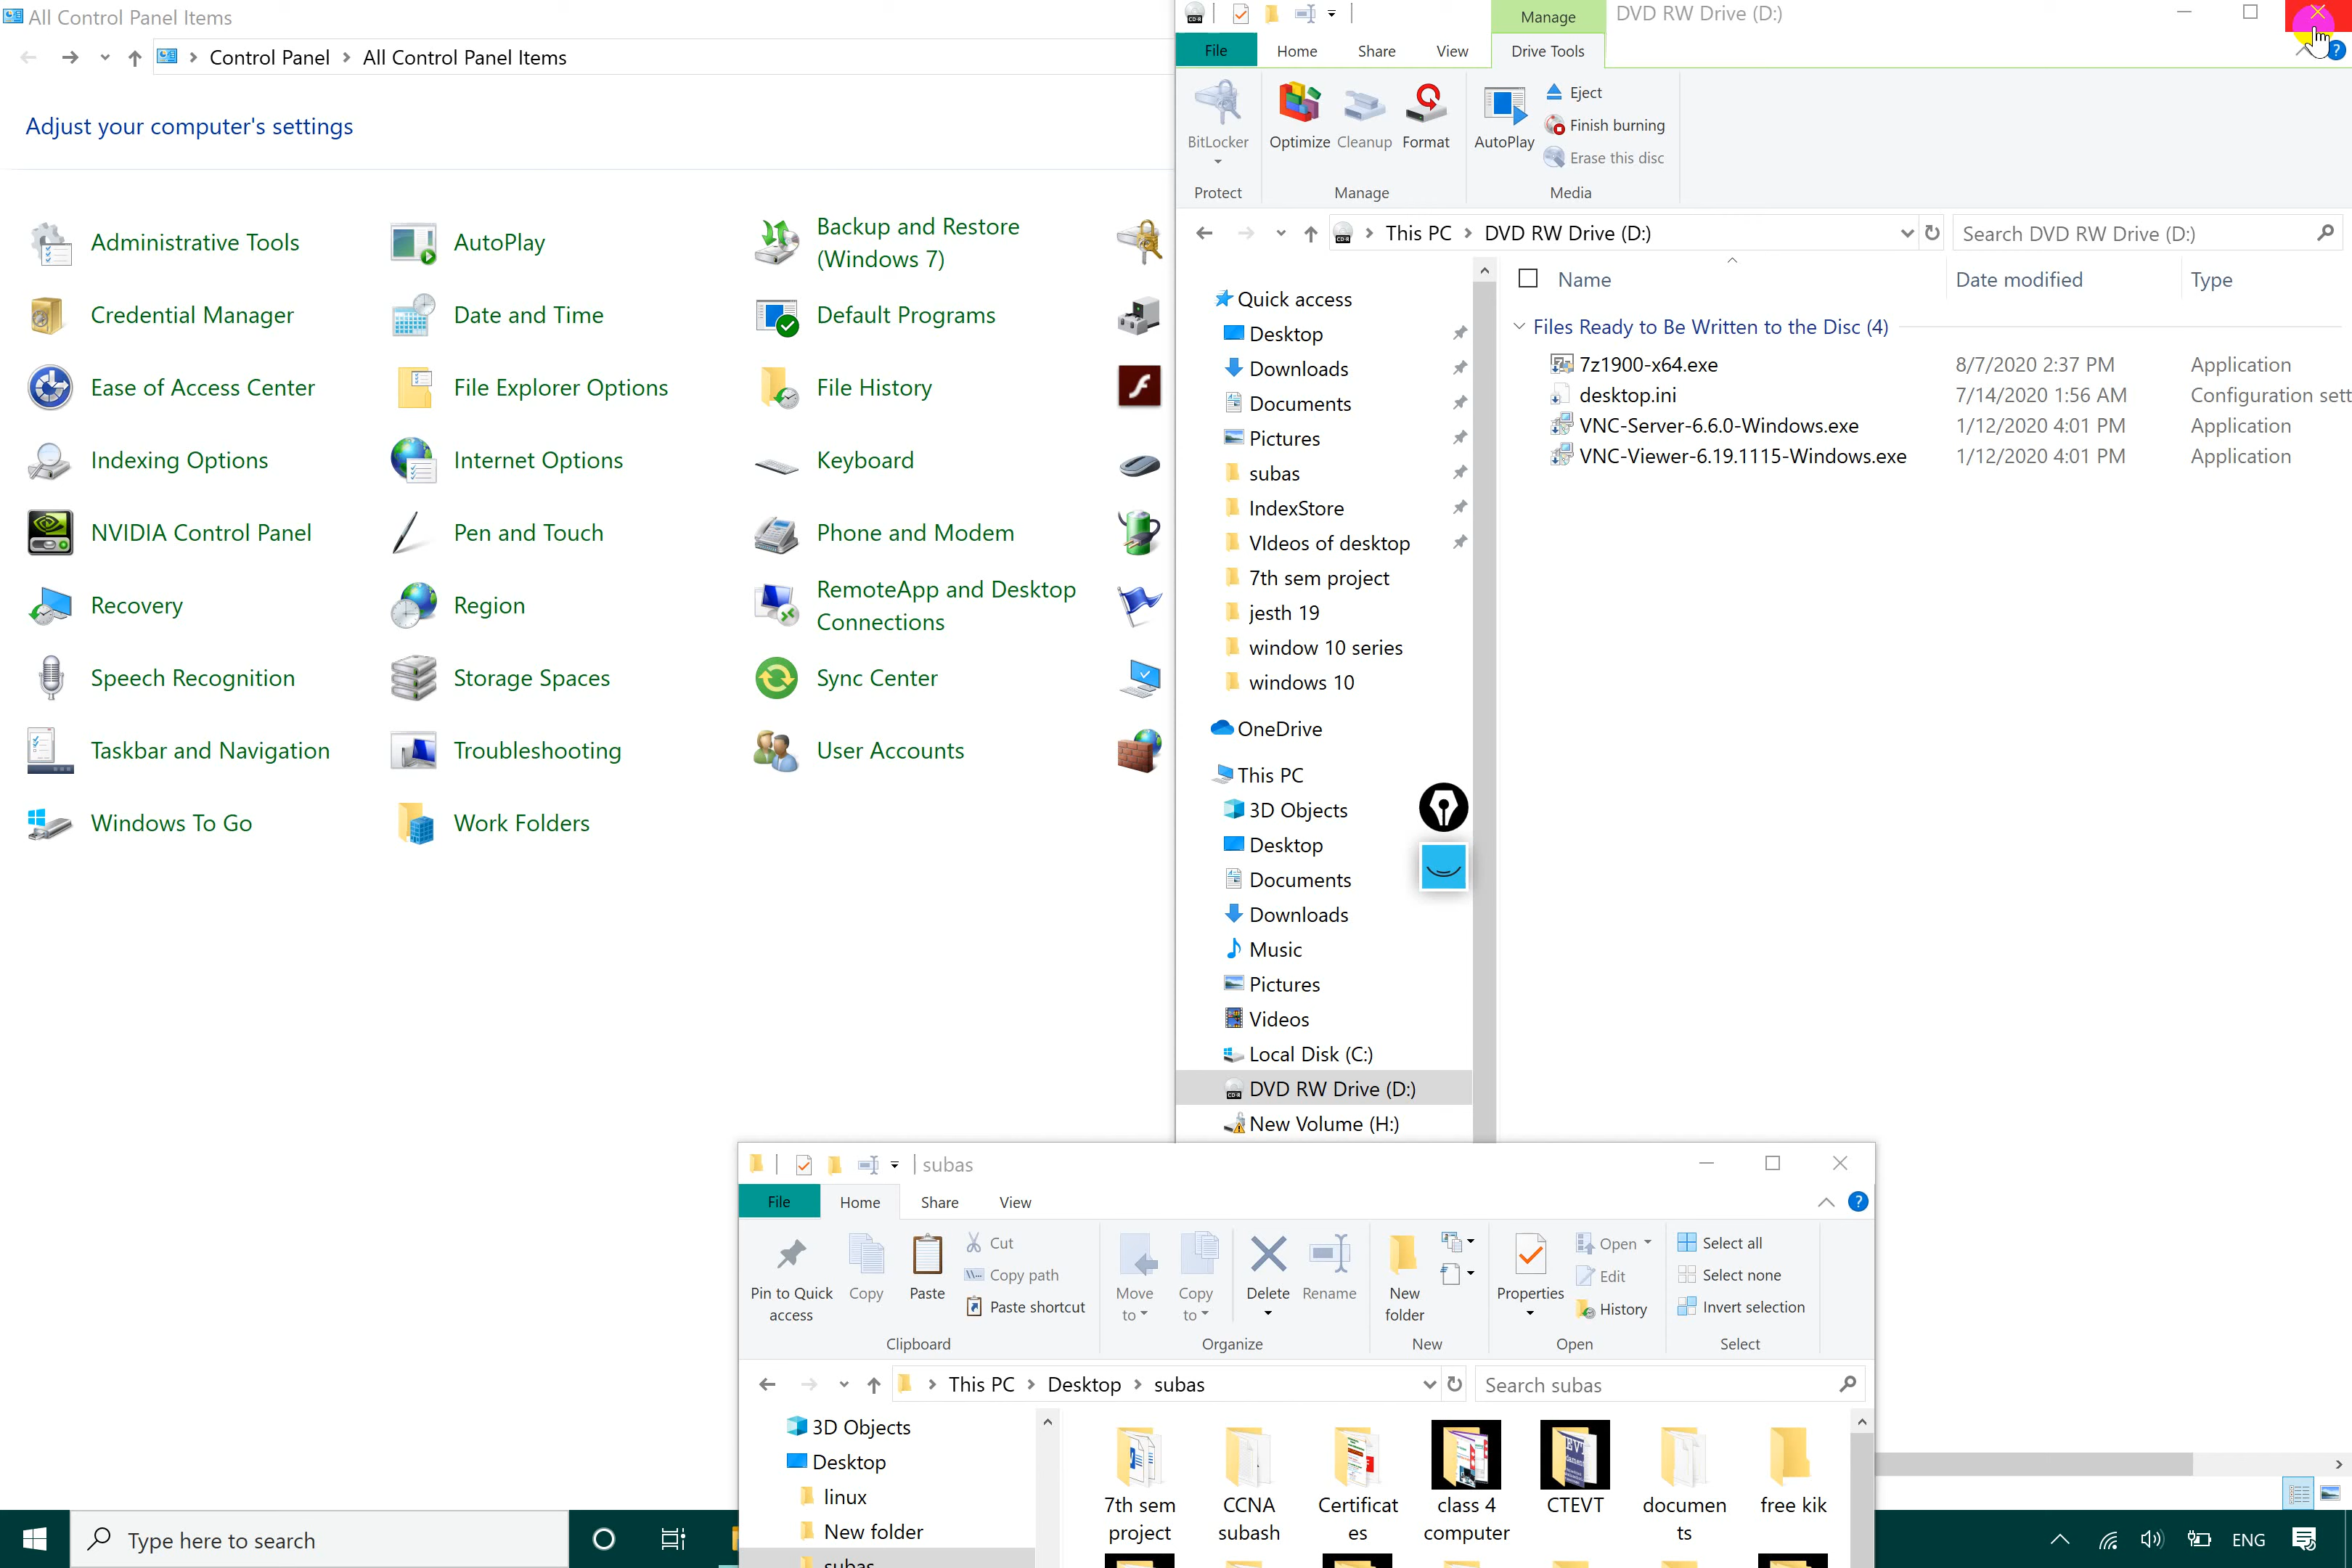 All Control Panel Items
Control Panel > All Control Panel Items
Adjust your computer's settings
Administrative Tools
AutoPlay
Backup and Restore
(Windows 7)
Credential Manager
Date and Time
Default Programs
Ease of Access Center
File Explorer Options
File History
Indexing Options
Internet Options
Keyboard
NVIDIA Control Panel
Pen and Touch
Phone and Modem
Recovery
Region
RemoteApp and Desktop
Connections
Speech Recognition
Storage Spaces
Sync Center
Taskbar and Navigation
Troubleshooting
User Accounts
Windows To Go
Work Folders
Manage
DVD RW Drive (D:)
File
Home
Share
View
Drive Tools
BitLocker
Optimize
Cleanup
Format
AutoPlay
Eject
Finish burning
Erase this disc
Protect
Manage
Media
This PC > DVD RW Drive (D:)
Search DVD RW Drive (D:)
Quick access
Desktop
Downloads
Documents
Pictures
subas
IndexStore
VIdeos of desktop
7th sem project
jesth 19
window 10 series
windows 10
OneDrive
This PC
3D Objects
Desktop
Documents
Downloads
Music
Pictures
Videos
Local Disk (C:)
DVD RW Drive (D:)
New Volume (H:)
Name Date modified Type
Files Ready to Be Written to the Disc (4)
7z1900-x64.exe 8/7/2020 2:37 PM Application
desktop.ini 7/14/2020 1:56 AM Configuration sett
VNC-Server-6.6.0-Windows.exe 1/12/2020 4:01 PM Application
VNC-Viewer-6.19.1115-Windows.exe 1/12/2020 4:01 PM Application
subas
File
Home
Share
View
Pin to Quick
access
Copy
Paste
Cut
Copy path
Paste shortcut
Move
to
Copy
to
Delete
Rename
New
folder
Properties
Open
Edit
History
Select all
Select none
Invert selection
Clipboard
Organize
New
Open
Select
This PC > Desktop > subas
Search subas
3D Objects
Desktop
linux
New folder
subas
7th sem
project
CCNA
subash
Certificat
es
class 4
computer
CTEVT
documen
ts
free kik
Type here to search
ENG